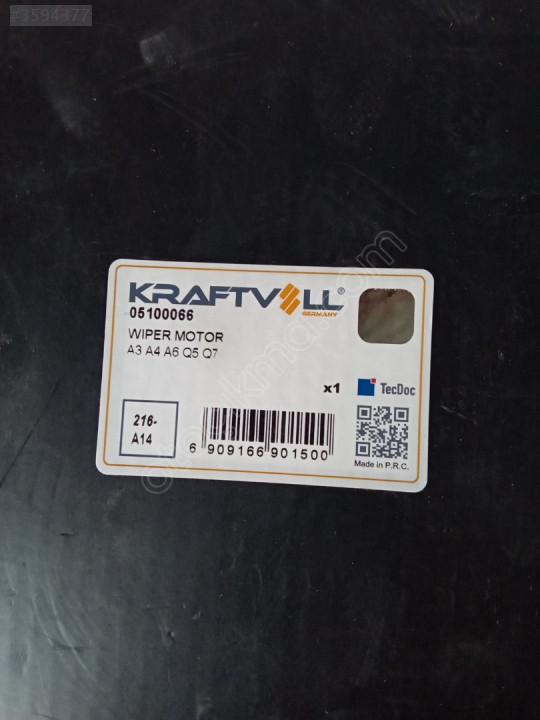 #3594377
KRAFTVOLL®
GERMANY
05100066
WIPER MOTOR
A3 A4 A6 Q5 Q7
x1
TecDoc
216-
A14
6 909166 901500
Made in P.R.C.